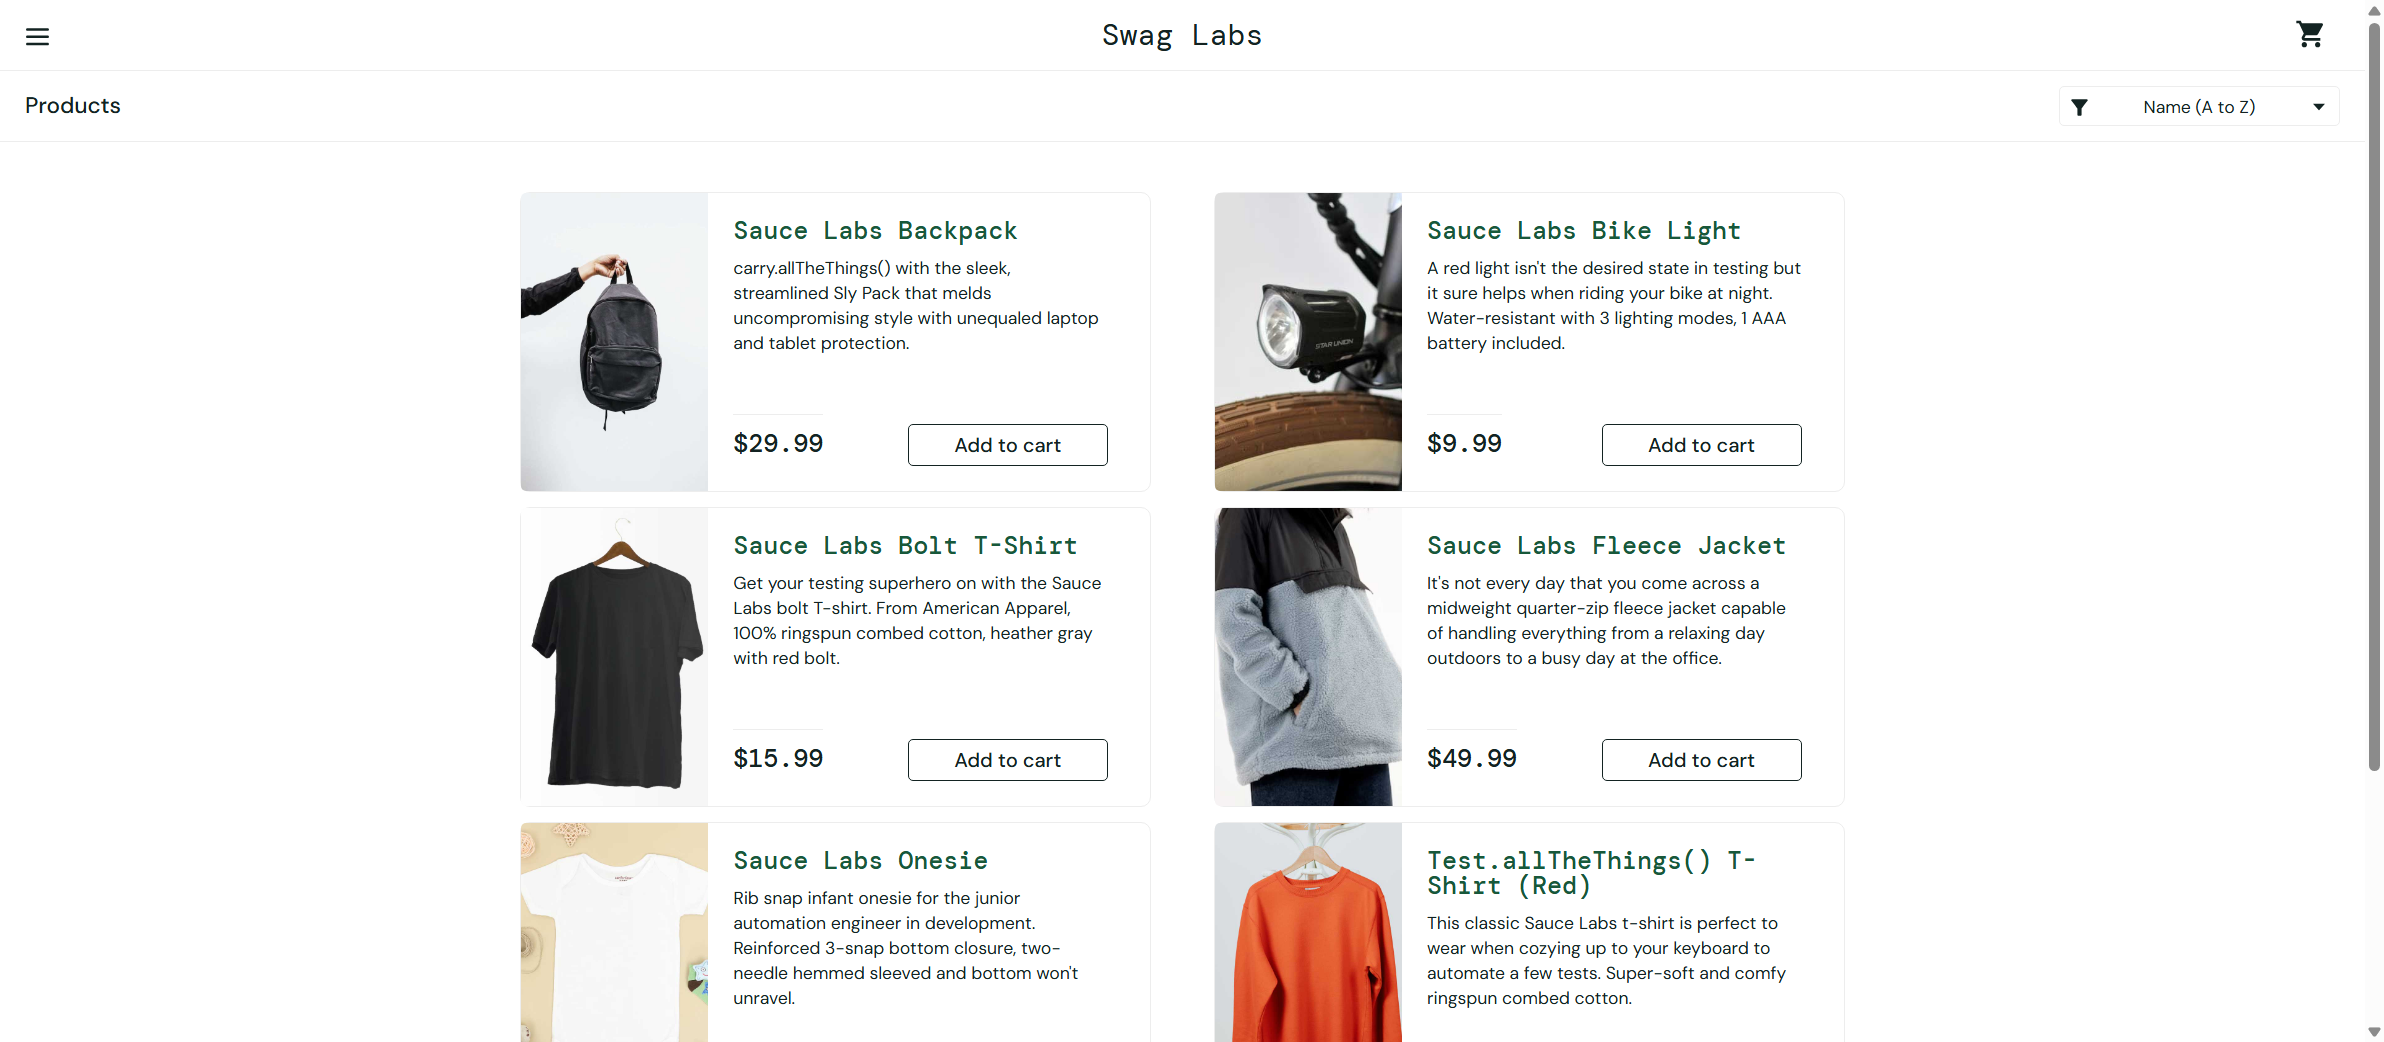 Swag Labs
Products
Name (A to Z)
Sauce Labs Backpack
carry.allTheThings() with the sleek,
streamlined Sly Pack that melds
uncompromising style with unequaled laptop
and tablet protection.
$29.99
Add to cart
Sauce Labs Bike Light
A red light isn't the desired state in testing but
it sure helps when riding your bike at night.
Water-resistant with 3 lighting modes, 1 AAA
battery included.
STAR UNION
$9.99
Add to cart
Sauce Labs Bolt T-Shirt
Get your testing superhero on with the Sauce
Labs bolt T-shirt. From American Apparel,
100% ringspun combed cotton, heather gray
with red bolt.
$15.99
Add to cart
Sauce Labs Fleece Jacket
It's not every day that you come across a
midweight quarter-zip fleece jacket capable
of handling everything from a relaxing day
outdoors to a busy day at the office.
$49.99
Add to cart
Sauce Labs Onesie
Rib snap infant onesie for the junior
automation engineer in development.
Reinforced 3-snap bottom closure, two-
needle hemmed sleeved and bottom won't
unravel.
Test.allTheThings() T-
Shirt (Red)
This classic Sauce Labs t-shirt is perfect to
wear when cozying up to your keyboard to
automate a few tests. Super-soft and comfy
ringspun combed cotton.